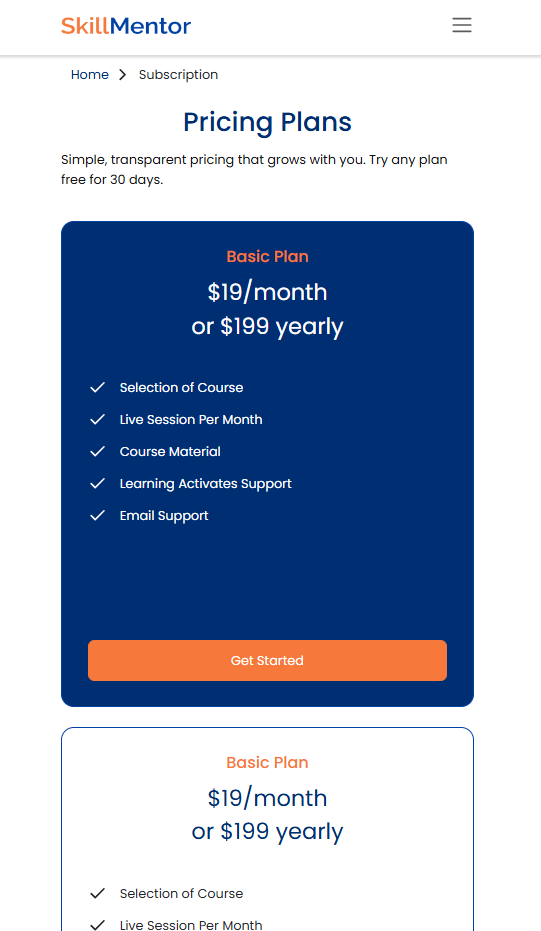 SkillMentor
Home Subscription
Pricing Plans
Simple, transparent pricing that grows with you. Try any plan
free for 30 days.
Basic Plan
$19/month
or $199 yearly
Selection of Course
Live Session Per Month
Course Material
Learning Activates Support
Email Support
Get Started
Basic Plan
$19/month
or $199 yearly
Selection of Course
Live Session Per Month